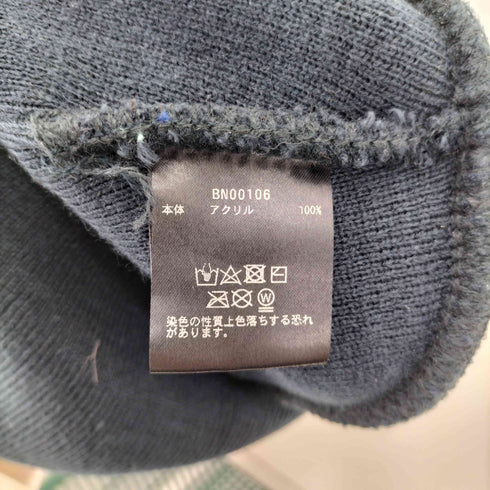 BN00106
本体 アクリル 100%
W
染色の性質上色落ちする恐れ
があります。